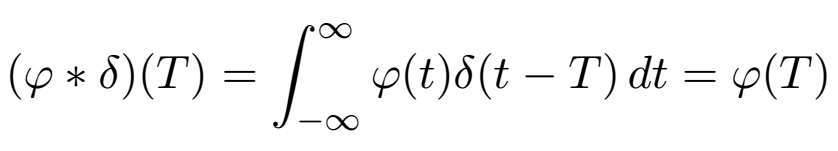 (φ * δ)(T) = ∫_{-∞}^{∞} φ(t)δ(t − T) dt = φ(T)